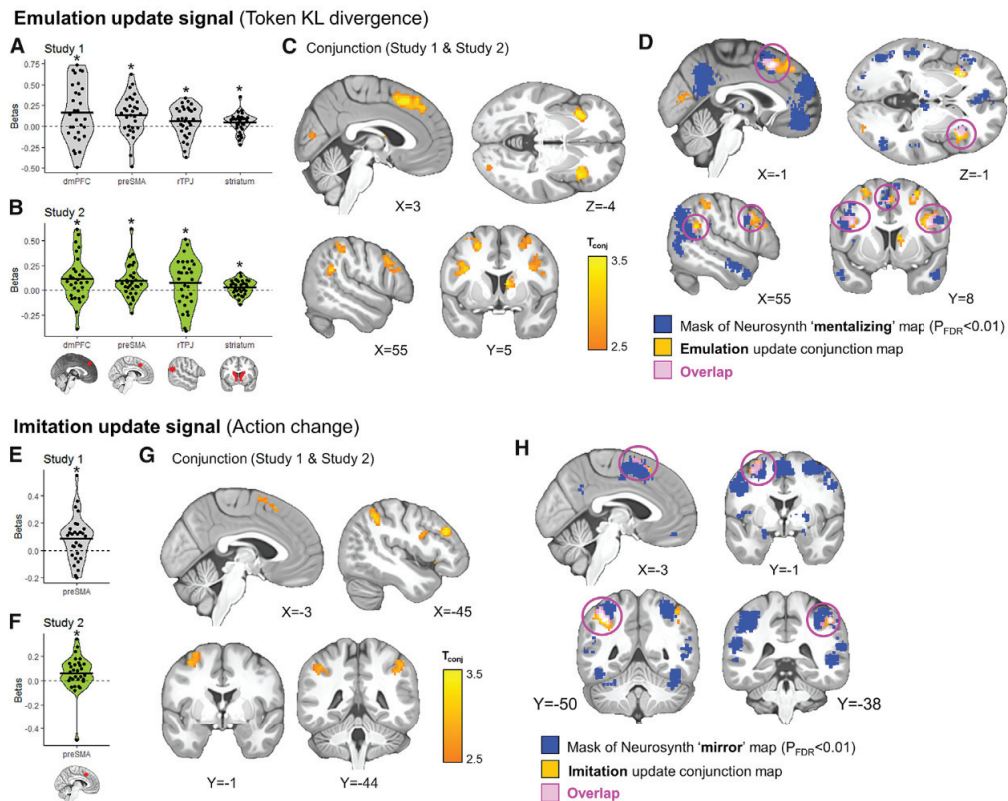 Emulation update signal (Token KL divergence)
A
Study 1
Betas
0.75
0.50
0.25
0.00
-0.25
-0.50
* * * *
dmPFC preSMA rTPJ striatum
B
Study 2
Betas
0.50
0.25
0.00
-0.25
* * * *
dmPFC preSMA rTPJ striatum
C
Conjunction (Study 1 & Study 2)
X=3
Z=-4
X=55
Y=5
Tconj
3.5
2.5
D
X=-1
Z=-1
X=55
Y=8
Mask of Neurosynth 'mentalizing' map (PFDR<0.01)
Emulation update conjunction map
Overlap
Imitation update signal (Action change)
E
Study 1
*
Betas
0.4
0.2
0.0
-0.2
preSMA
F
Study 2
*
Betas
0.2
0.0
-0.2
-0.4
preSMA
G
Conjunction (Study 1 & Study 2)
X=-3
X=-45
Y=-1
Y=-44
Tconj
3.5
2.5
H
X=-3
Y=-1
Y=-50
Y=-38
Mask of Neurosynth 'mirror' map (PFDR<0.01)
Imitation update conjunction map
Overlap